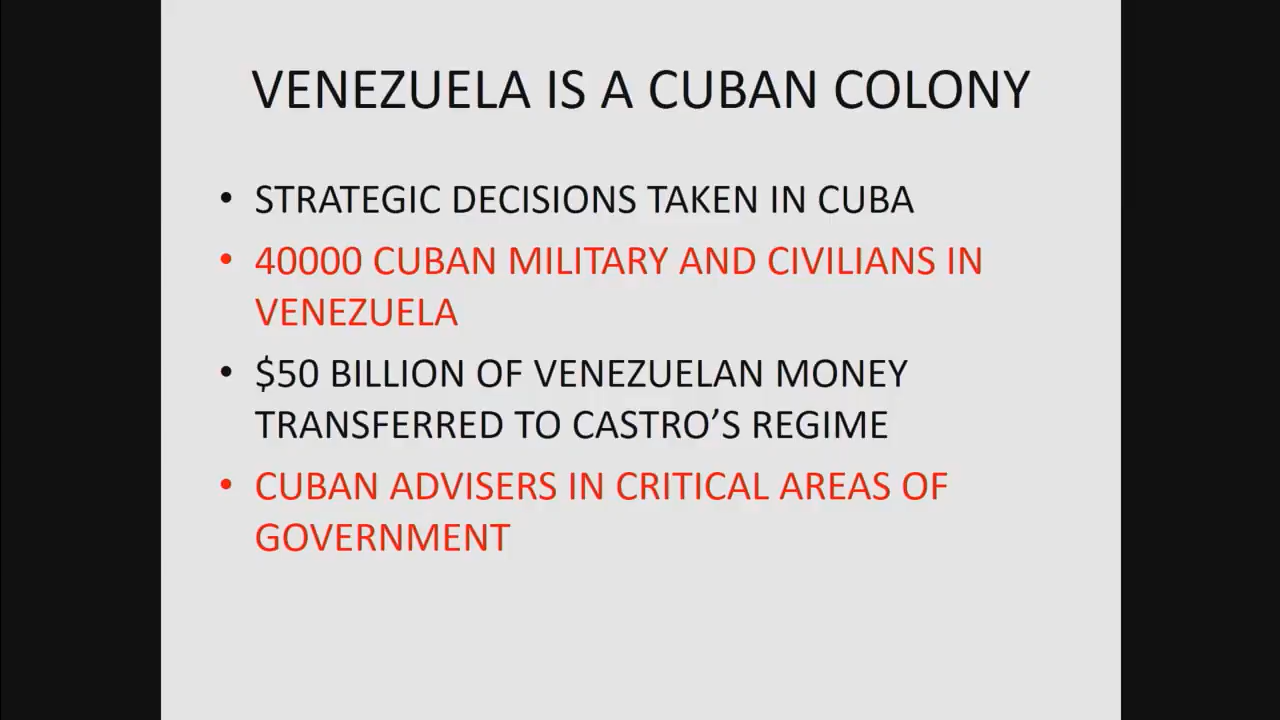 VENEZUELA IS A CUBAN COLONY
• STRATEGIC DECISIONS TAKEN IN CUBA
• 40000 CUBAN MILITARY AND CIVILIANS IN
VENEZUELA
• $50 BILLION OF VENEZUELAN MONEY
TRANSFERRED TO CASTRO’S REGIME
• CUBAN ADVISERS IN CRITICAL AREAS OF
GOVERNMENT